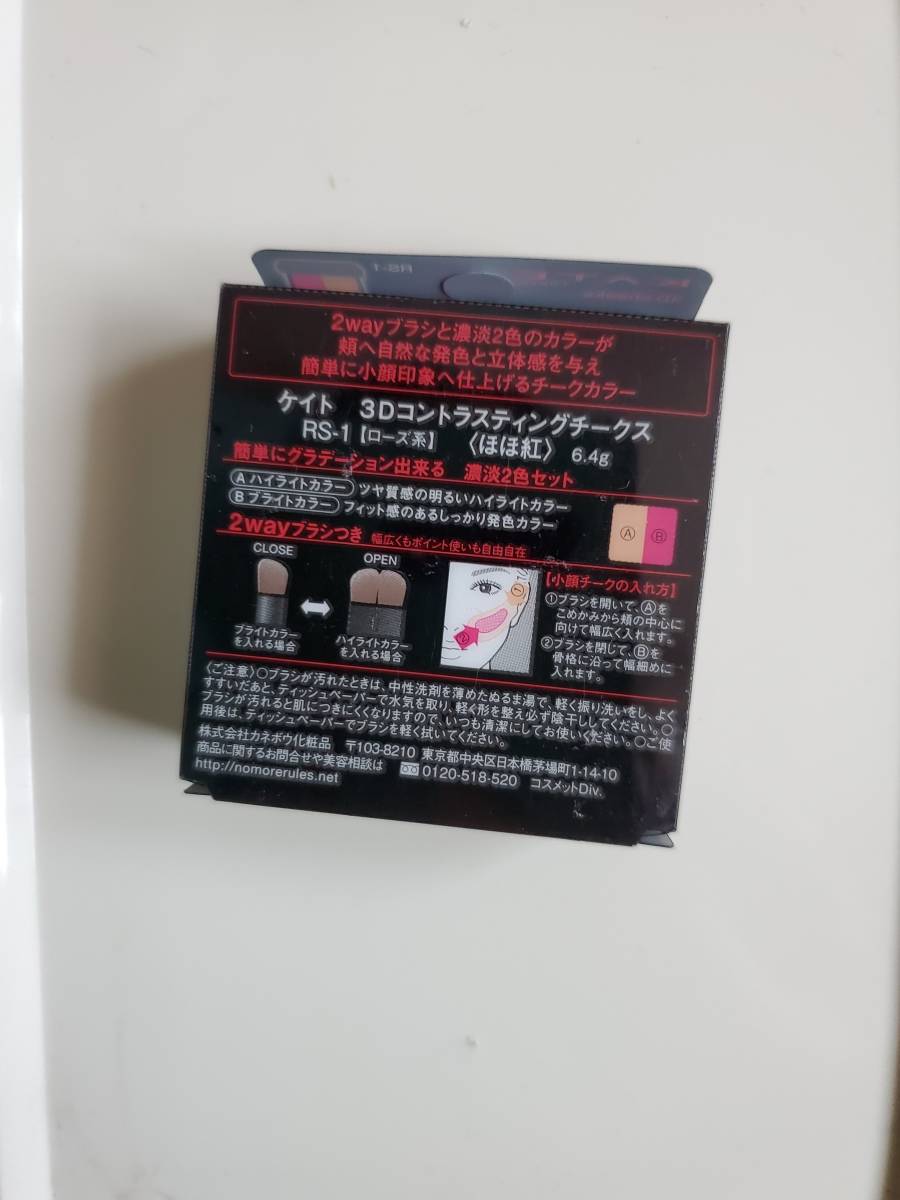 RS-1
2wayブラシと濃淡2色のカラーが
頬へ自然な発色と立体感を与え
簡単に小顔印象へ仕上げるチークカラー
ケイト 3Dコントラスティングチークス
RS-1【ローズ系】 〈ほほ紅〉 6.4g
簡単にグラデーション出来る 濃淡2色セット
A ハイライトカラー ツヤ質感の明るいハイライトカラー
B ブライトカラー フィット感のあるしっかり発色カラー
A B
2wayブラシつき 幅広くもポイント使いも自由自在
CLOSE
OPEN
ブライトカラー
を入れる場合
ハイライトカラー
を入れる場合
① ②
【小顔チークの入れ方】
①ブラシを開いて、Ⓐを
こめかみから頬の中心に
向けて幅広く入れます。
②ブラシを閉じて、Ⓑを
骨格に沿って幅細めに
入れます。
〈ご注意〉○ブラシが汚れたときは、中性洗剤を薄めたぬるま湯で、軽く振り洗いをし、よく
すすいだあと、ティッシュペーパーで水気を取り、軽く形を整え必ず陰干ししてください。○
ブラシが汚れると肌につきにくくなりますので、いつも清潔にしてお使いください。○ご使
用後は、ティッシュペーパーでブラシを軽く拭いてください。
株式会社カネボウ化粧品 〒103-8210 東京都中央区日本橋茅場町1-14-10
商品に関するお問合せや美容相談は 0120-518-520 コスメットDiv.
http://nomorerules.net